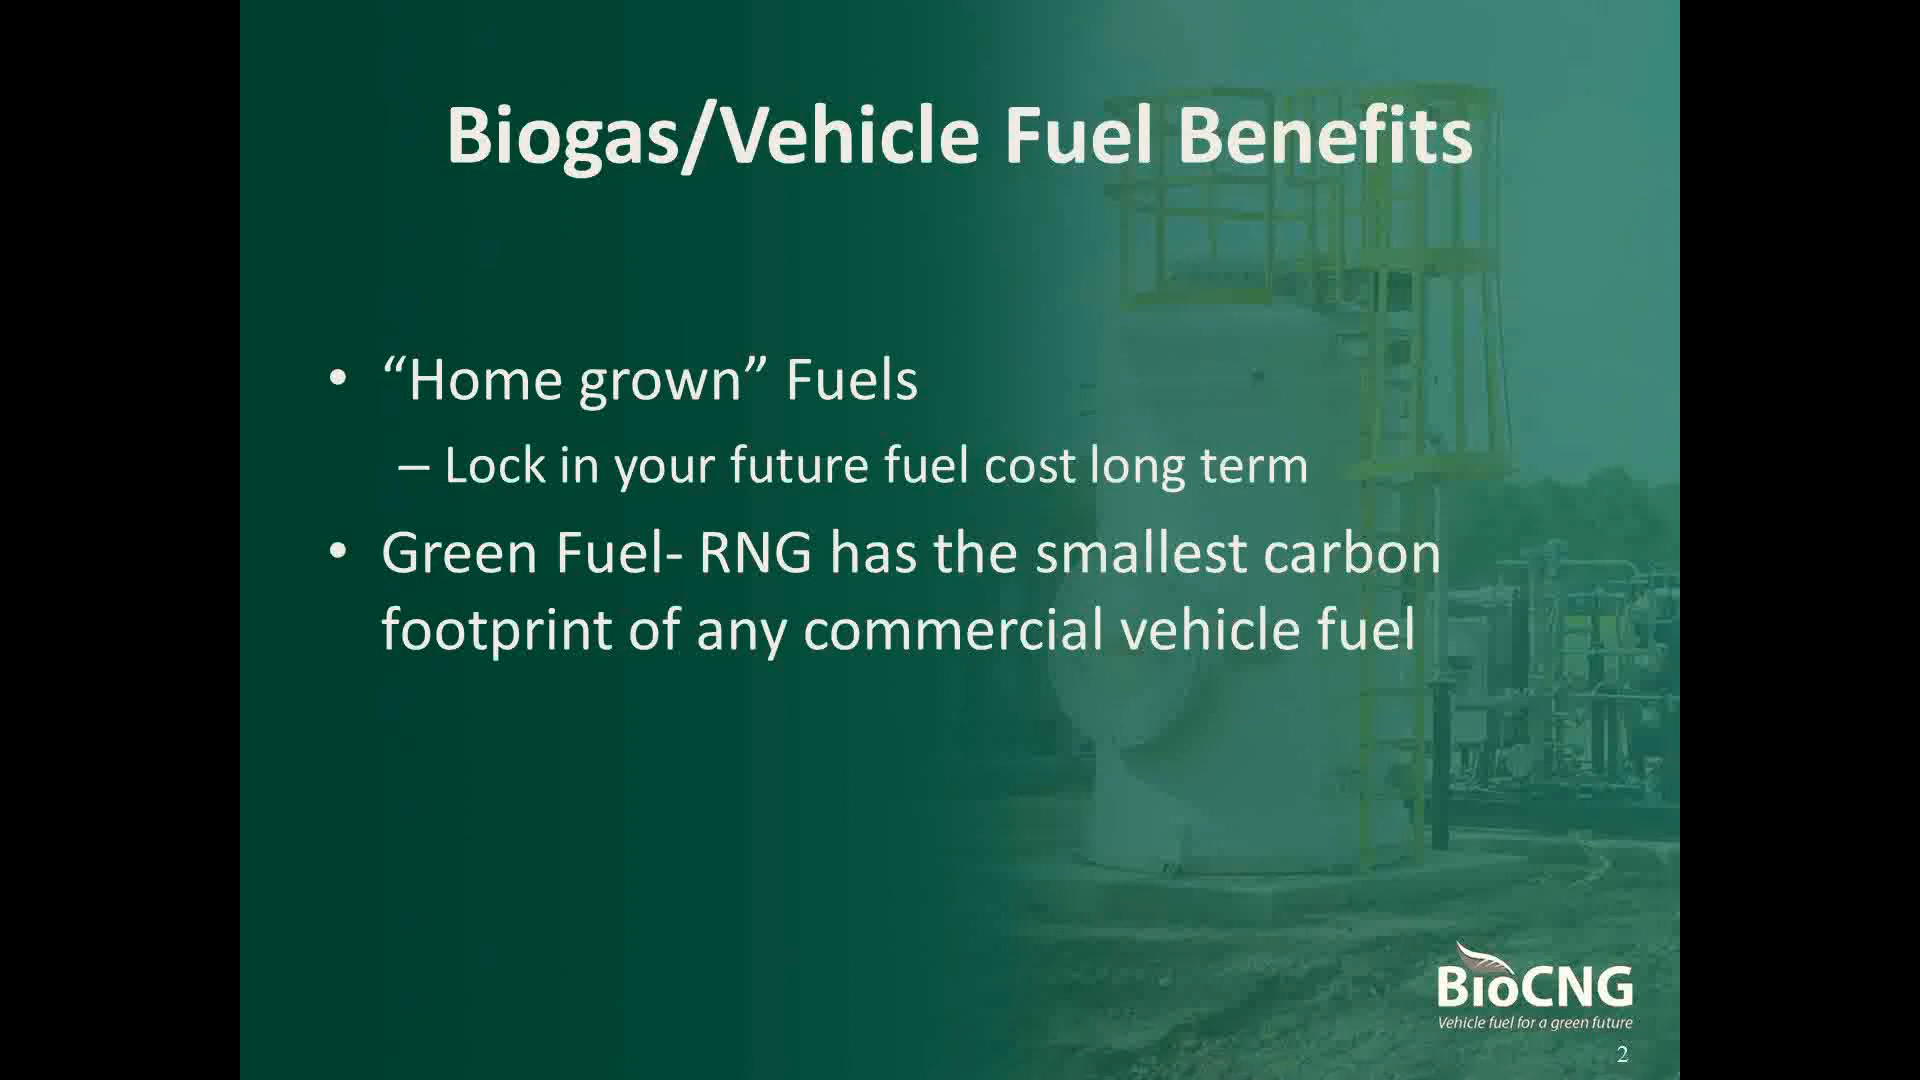 Biogas/Vehicle Fuel Benefits
• “Home grown” Fuels
– Lock in your future fuel cost long term
• Green Fuel- RNG has the smallest carbon
footprint of any commercial vehicle fuel
BioCNG
Vehicle fuel for a green future
2